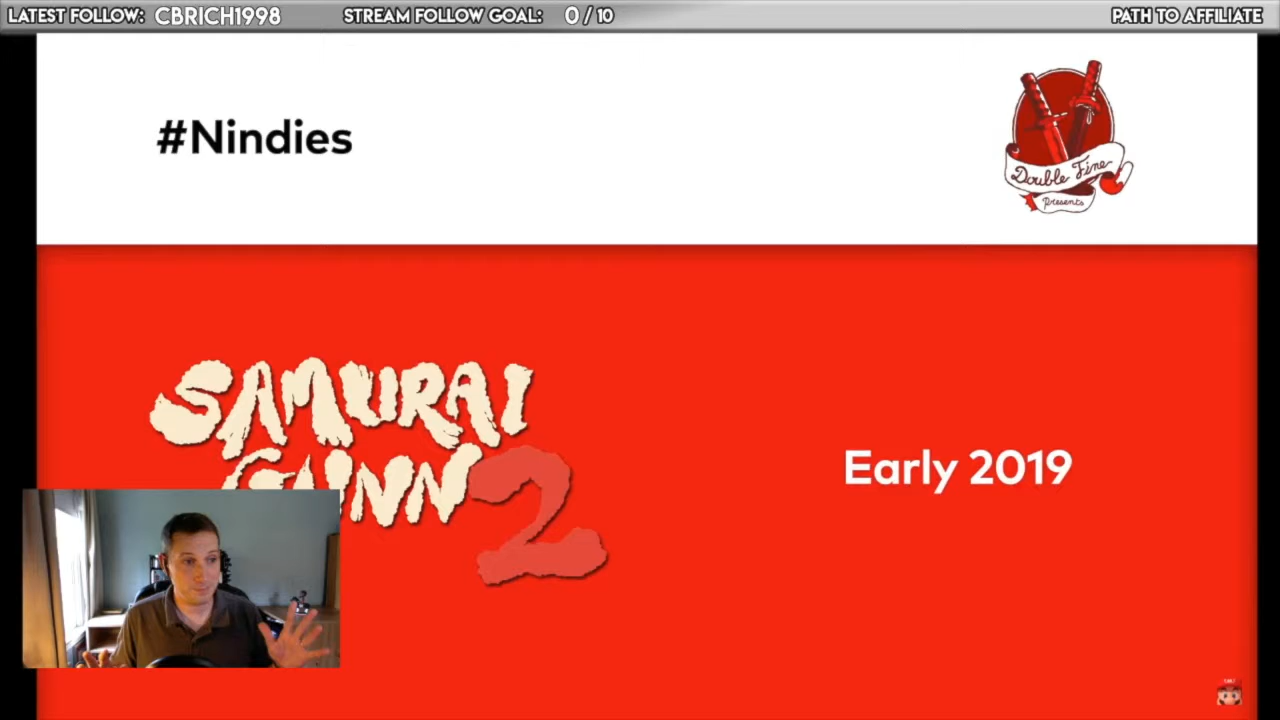 LATEST FOLLOW: CBRICH1998 STREAM FOLLOW GOAL: 0 / 10 PATH TO AFFILIATE
#Nindies
Double Fine
Presents
SAMURAI
GUNN 2
Early 2019